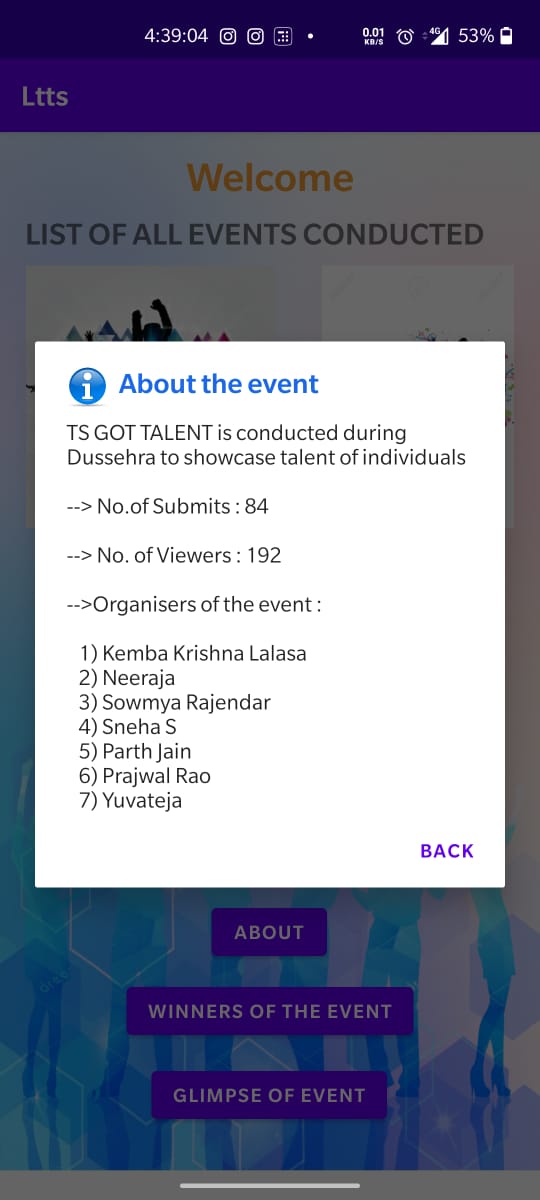 4:39:04
0.01 KB/S 4G 53%
Ltts
Welcome
LIST OF ALL EVENTS CONDUCTED
About the event
TS GOT TALENT is conducted during
Dussehra to showcase talent of individuals
--> No.of Submits : 84
--> No. of Viewers : 192
-->Organisers of the event :
1) Kemba Krishna Lalasa
2) Neeraja
3) Sowmya Rajendar
4) Sneha S
5) Parth Jain
6) Prajwal Rao
7) Yuvateja
BACK
ABOUT
WINNERS OF THE EVENT
GLIMPSE OF EVENT